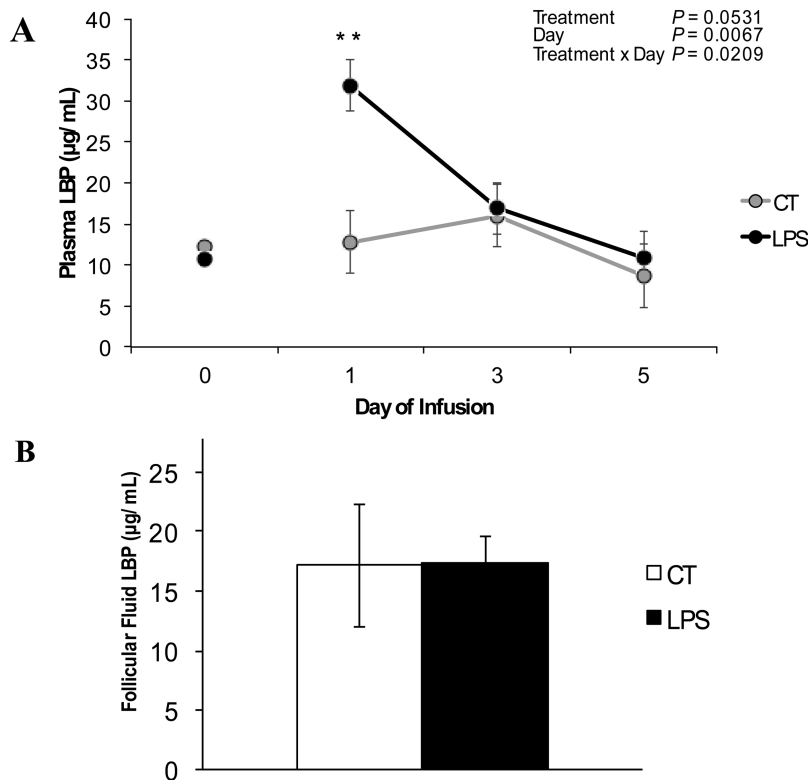 A
Treatment P = 0.0531
Day P = 0.0067
Treatment x Day P = 0.0209
* *
40
35
30
25
20
15
10
5
0
Plasma LBP (µg/ mL)
0 1 3 5
Day of Infusion
CT
LPS
B
25
20
15
10
5
0
Follicular Fluid LBP (µg/ mL)
CT
LPS